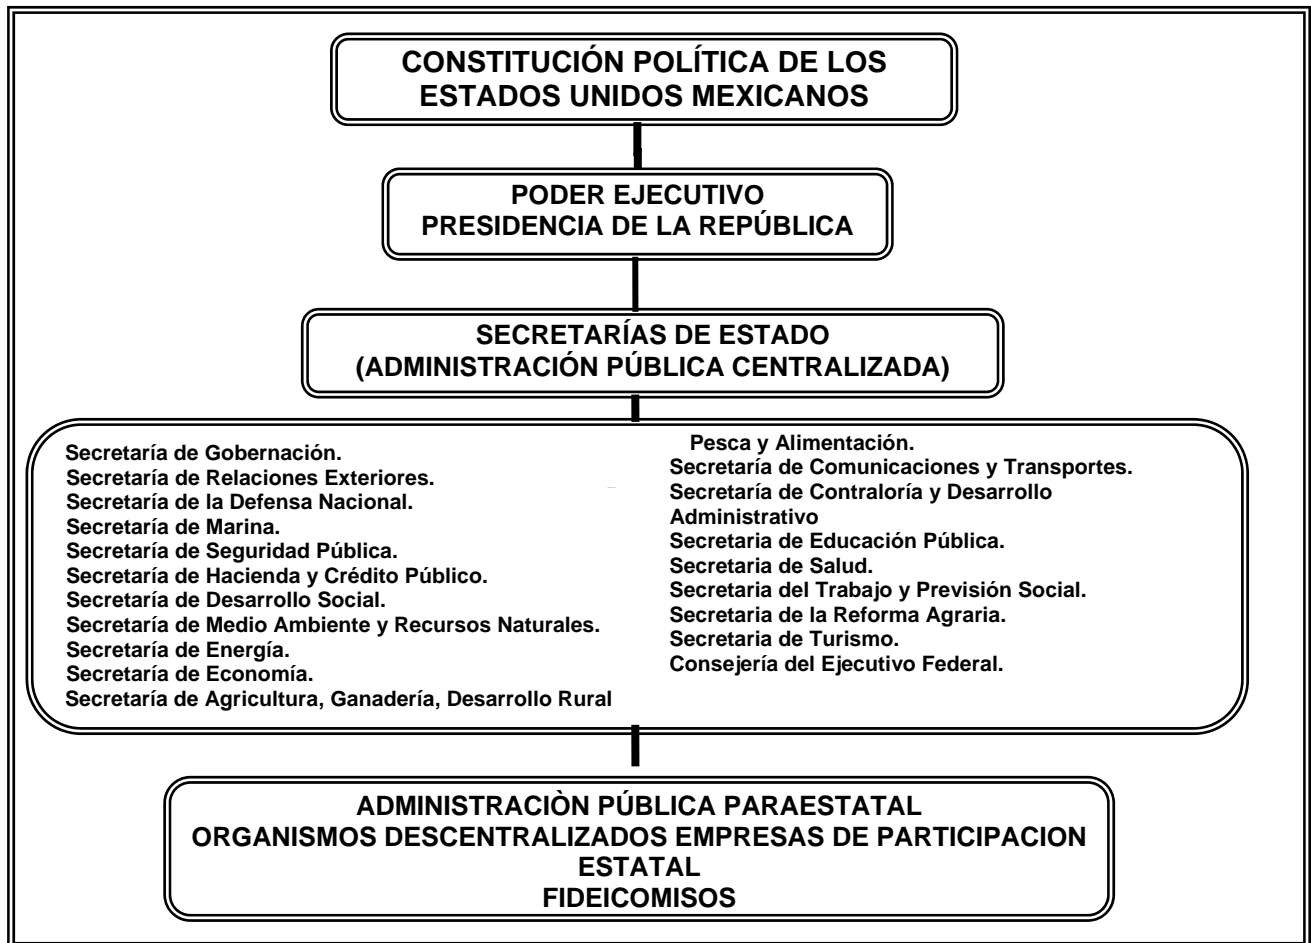 CONSTITUCIÓN POLÍTICA DE LOS
ESTADOS UNIDOS MEXICANOS
PODER EJECUTIVO
PRESIDENCIA DE LA REPÚBLICA
SECRETARÍAS DE ESTADO
(ADMINISTRACIÓN PÚBLICA CENTRALIZADA)
Secretaría de Gobernación.
Secretaría de Relaciones Exteriores.
Secretaría de la Defensa Nacional.
Secretaría de Marina.
Secretaría de Seguridad Pública.
Secretaría de Hacienda y Crédito Público.
Secretaría de Desarrollo Social.
Secretaría de Medio Ambiente y Recursos Naturales.
Secretaría de Energía.
Secretaría de Economía.
Secretaría de Agricultura, Ganadería, Desarrollo Rural
Pesca y Alimentación.
Secretaría de Comunicaciones y Transportes.
Secretaría de Contraloría y Desarrollo
Administrativo
Secretaria de Educación Pública.
Secretaria de Salud.
Secretaria del Trabajo y Previsión Social.
Secretaria de la Reforma Agraria.
Secretaria de Turismo.
Consejería del Ejecutivo Federal.
ADMINISTRACIÒN PÚBLICA PARAESTATAL
ORGANISMOS DESCENTRALIZADOS EMPRESAS DE PARTICIPACION
ESTATAL
FIDEICOMISOS